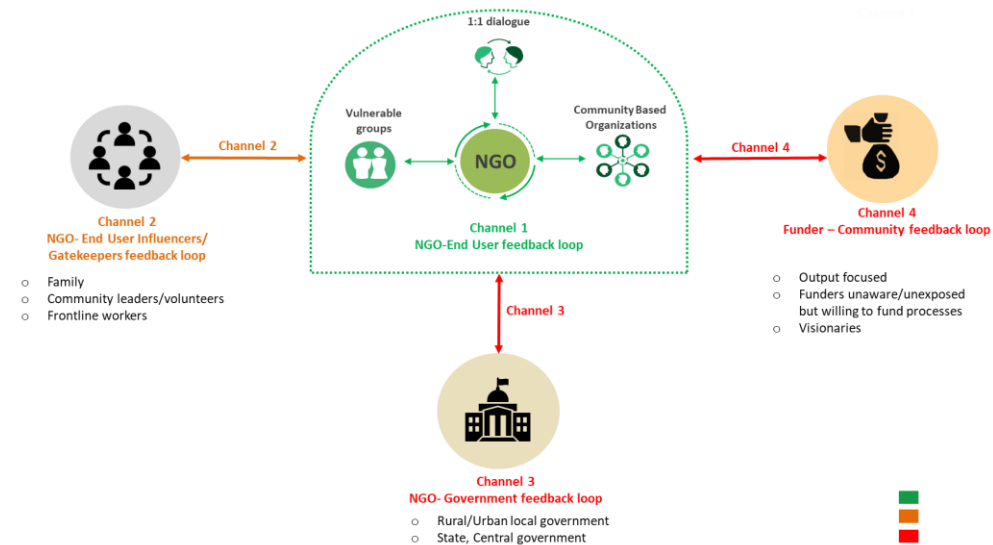 1:1 dialogue
Vulnerable
groups
Community Based
Organizations
NGO
Channel 1
NGO-End User feedback loop
Channel 2
Channel 2
NGO- End User Influencers/
Gatekeepers feedback loop
o Family
o Community leaders/volunteers
o Frontline workers
Channel 4
$
Channel 4
Funder – Community feedback loop
o Output focused
o Funders unaware/unexposed
but willing to fund processes
o Visionaries
Channel 3
Channel 3
NGO- Government feedback loop
o Rural/Urban local government
o State, Central government